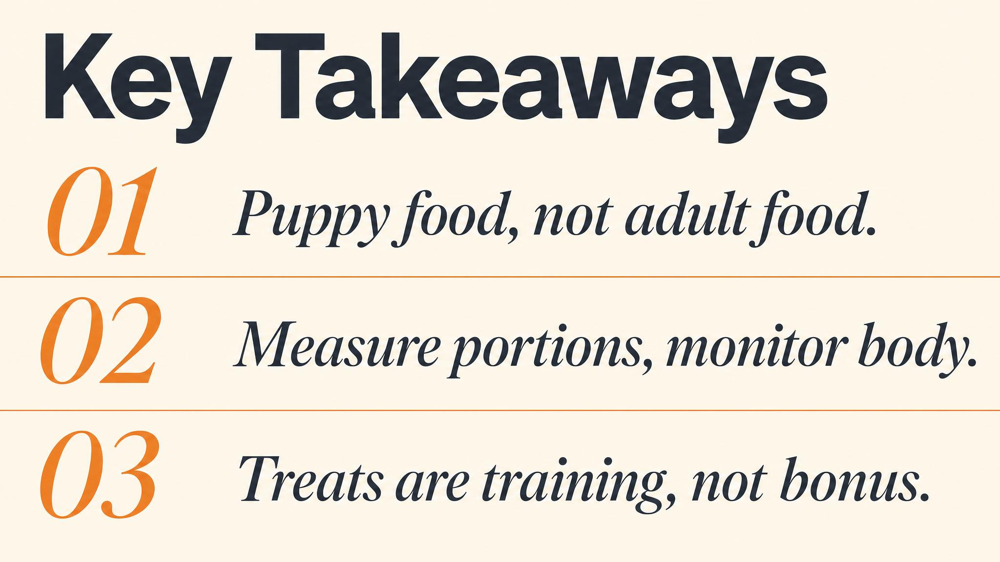 Key Takeaways
01 Puppy food, not adult food.
02 Measure portions, monitor body.
03 Treats are training, not bonus.